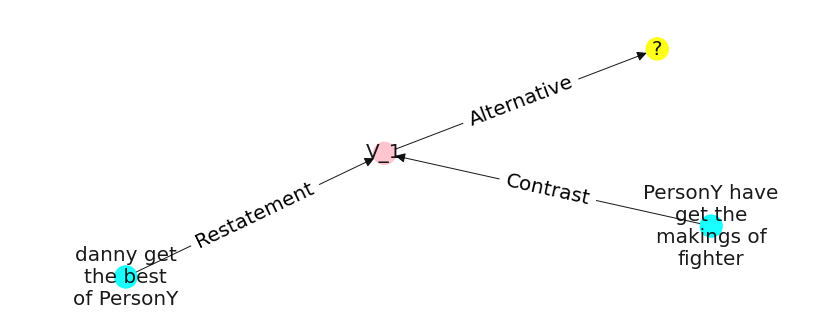 ?
Alternative
V_1
Contrast
PersonY have
get the
makings of
fighter
Restatement
danny get
the best
of PersonY